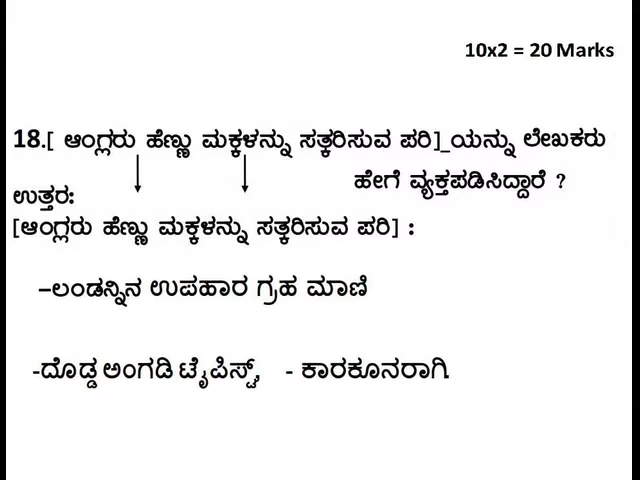 10x2 = 20 Marks
18.[ ಆಂಗ್ಲರು ಹೆಣ್ಣು ಮಕ್ಕಳನ್ನು ಸತ್ಕರಿಸುವ ಪರಿ]_ಯನ್ನು ಲೇಖಕರು
ಹೇಗೆ ವ್ಯಕ್ತಪಡಿಸಿದ್ದಾರೆ ?
ಉತ್ತರ:
[ಆಂಗ್ಲರು ಹೆಣ್ಣು ಮಕ್ಕಳನ್ನು ಸತ್ಕರಿಸುವ ಪರಿ] :
–ಲಂಡನ್ನಿನ ಉಪಹಾರ ಗ್ರಹ ಮಾಣಿ
-ದೊಡ್ಡ ಅಂಗಡಿ ಟೈಪಿಸ್ಟ್, - ಕಾರಕೂನರಾಗಿ